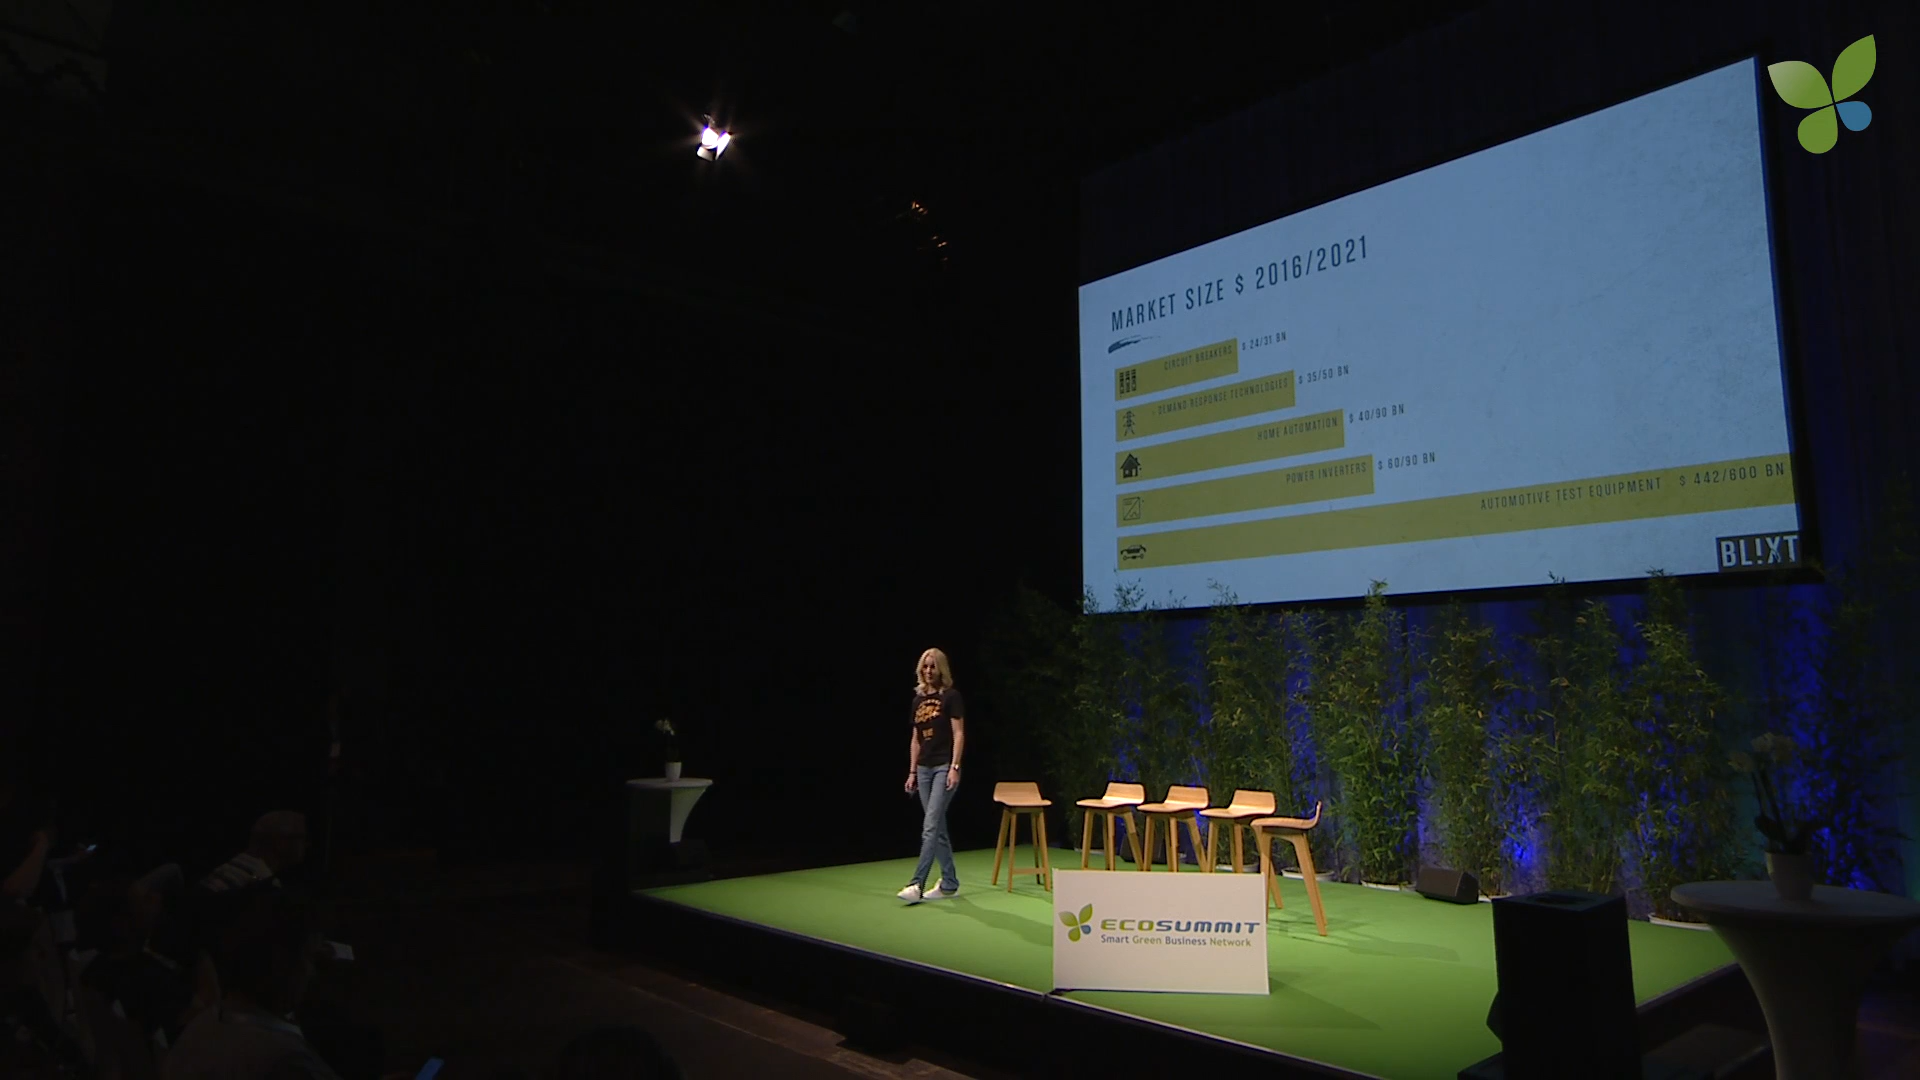 MARKET SIZE $ 2016/2021
CIRCUIT BREAKERS $ 24/31 BN
DEMAND RESPONSE TECHNOLOGIES $ 35/50 BN
HOME AUTOMATION $ 40/90 BN
POWER INVERTERS $ 60/90 BN
AUTOMOTIVE TEST EQUIPMENT $ 442/600 BN
BL!XT
ECOSUMMIT
Smart Green Business Network